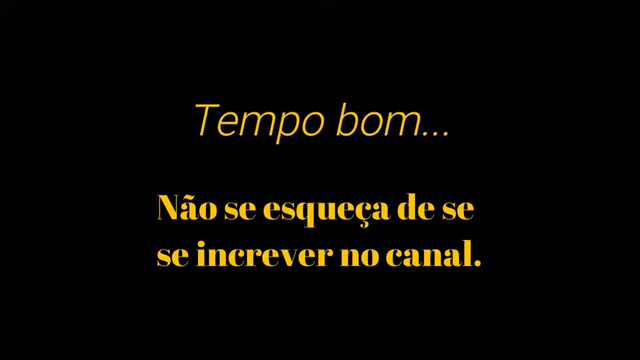 Tempo bom...
Não se esqueça de se
se increver no canal.